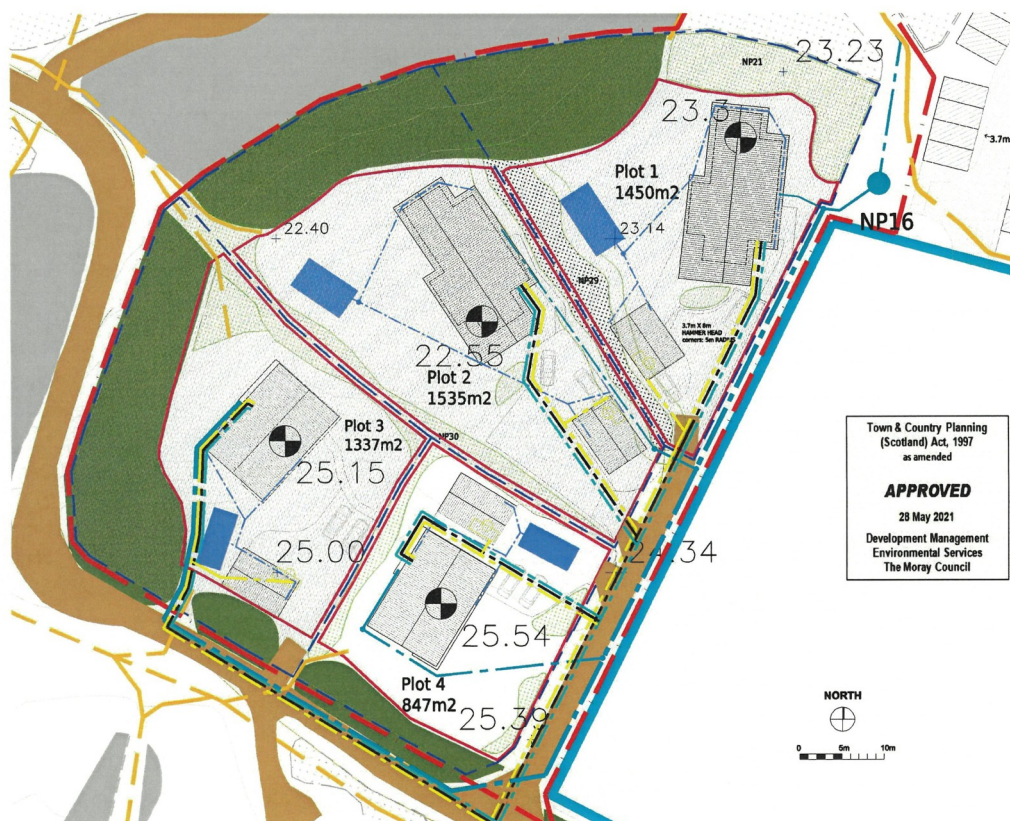 NP21
23.23
23.3
3.7m
Plot 1
1450m2
NP16
22.40
23.14
NP29
3.7m X 8m
HAMMER HEAD
corners: 5m RADIUS
22.55
Plot 2
1535m2
Plot 3
1337m2
NP30
25.15
25.00
24.34
25.54
Plot 4
847m2
25.39
Town & Country Planning
(Scotland) Act, 1997
as amended
APPROVED
28 May 2021
Development Management
Environmental Services
The Moray Council
NORTH
0 5m 10m